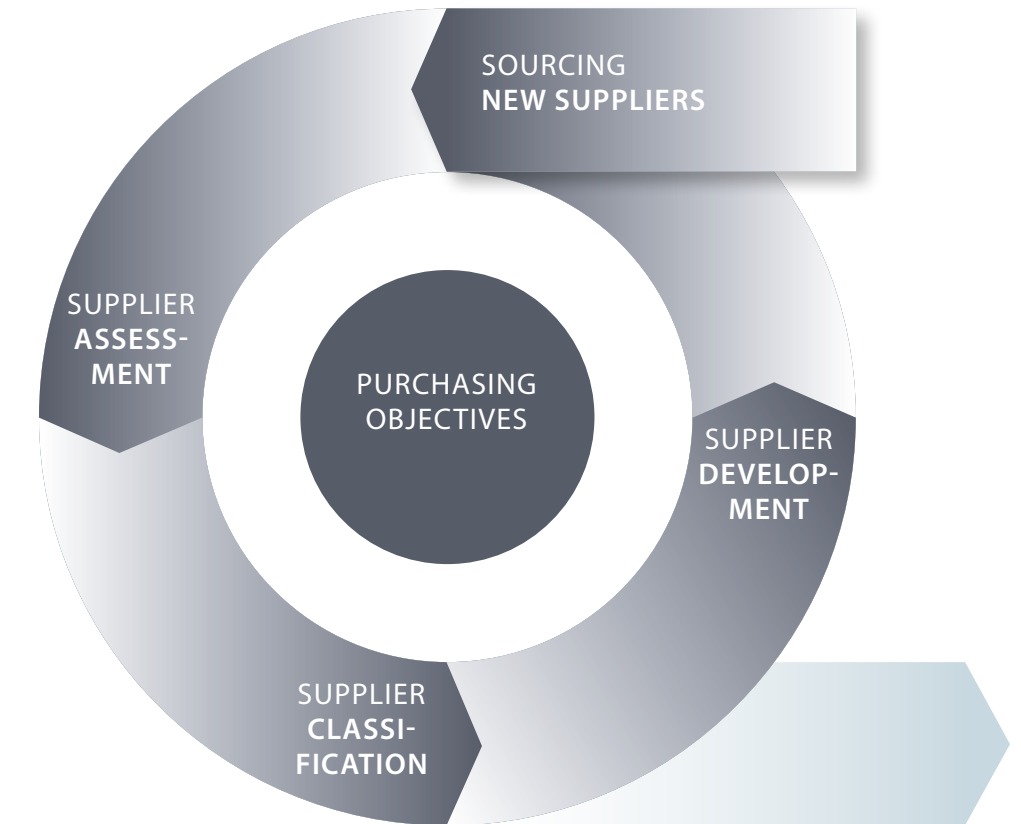 SOURCING
NEW SUPPLIERS
SUPPLIER
ASSESS-
MENT
PURCHASING
OBJECTIVES
SUPPLIER
DEVELOP-
MENT
SUPPLIER
CLASSI-
FICATION